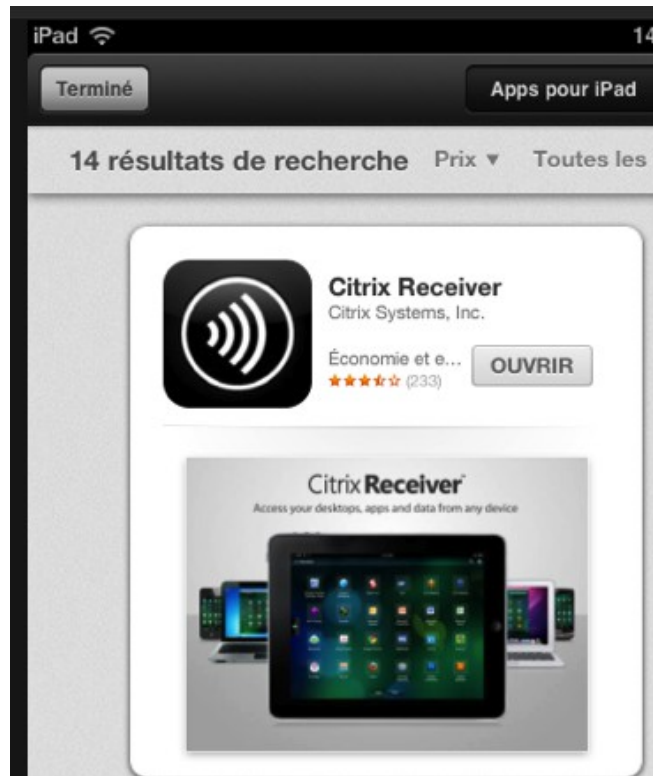 iPad
14
Terminé
Apps pour iPad
14 résultats de recherche Prix ▼ Toutes les
Citrix Receiver
Citrix Systems, Inc.
Économie et e...
OUVRIR
(233)
Citrix Receiver
Access your desktops, apps and data from any device